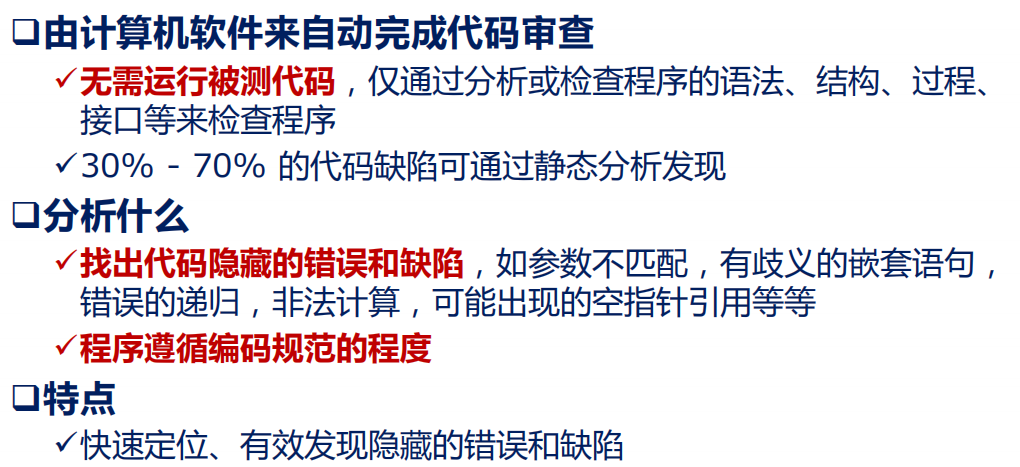 ❑由计算机软件来自动完成代码审查
✓无需运行被测代码，仅通过分析或检查程序的语法、结构、过程、
接口等来检查程序
✓30% - 70% 的代码缺陷可通过静态分析发现
❑分析什么
✓找出代码隐藏的错误和缺陷，如参数不匹配，有歧义的嵌套语句，
错误的递归，非法计算，可能出现的空指针引用等等
✓程序遵循编码规范的程度
❑特点
✓快速定位、有效发现隐藏的错误和缺陷